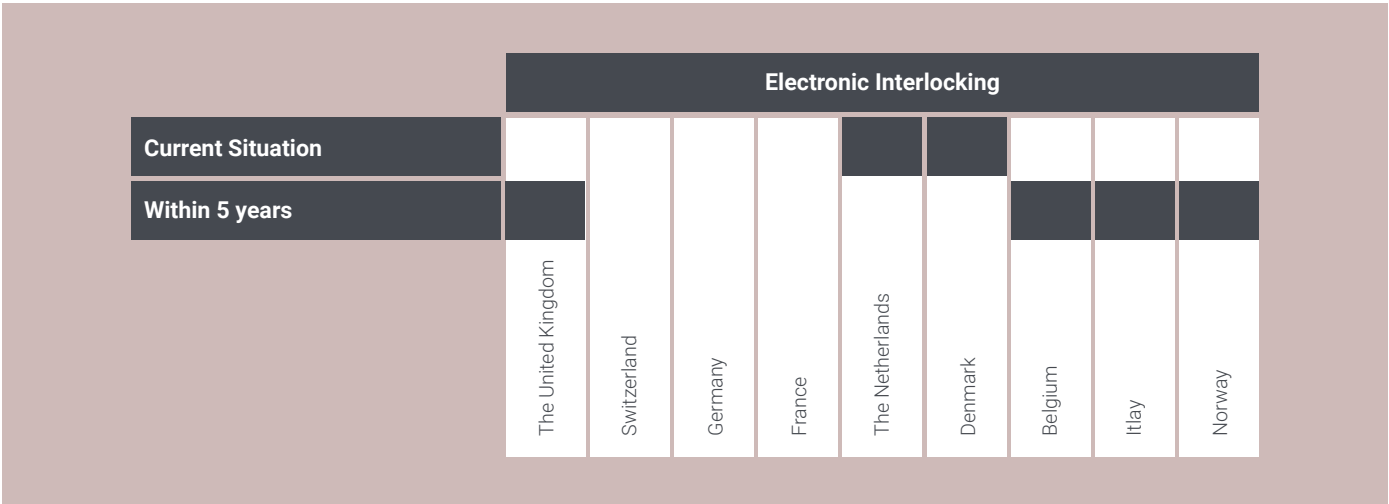 Electronic Interlocking
Current Situation
Within 5 years
The United Kingdom
Switzerland
Germany
France
The Netherlands
Denmark
Belgium
Itlay
Norway